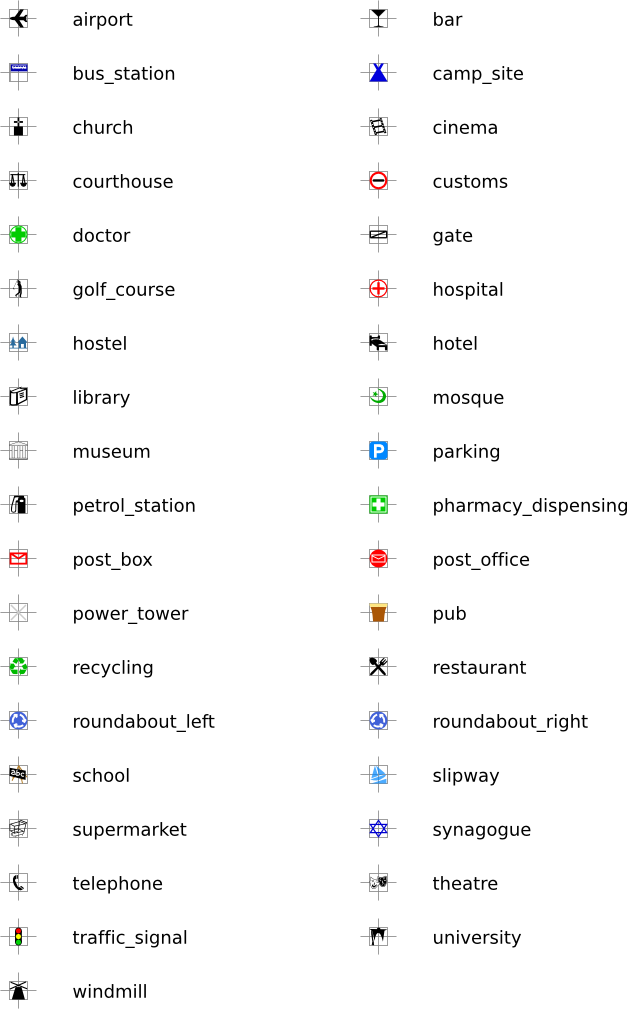 airport
bar
bus_station
camp_site
church
cinema
courthouse
customs
doctor
gate
golf_course
hospital
hostel
hotel
library
mosque
museum
parking
petrol_station
pharmacy_dispensing
post_box
post_office
power_tower
pub
recycling
restaurant
roundabout_left
roundabout_right
school
slipway
supermarket
synagogue
telephone
theatre
traffic_signal
university
windmill
P
abc